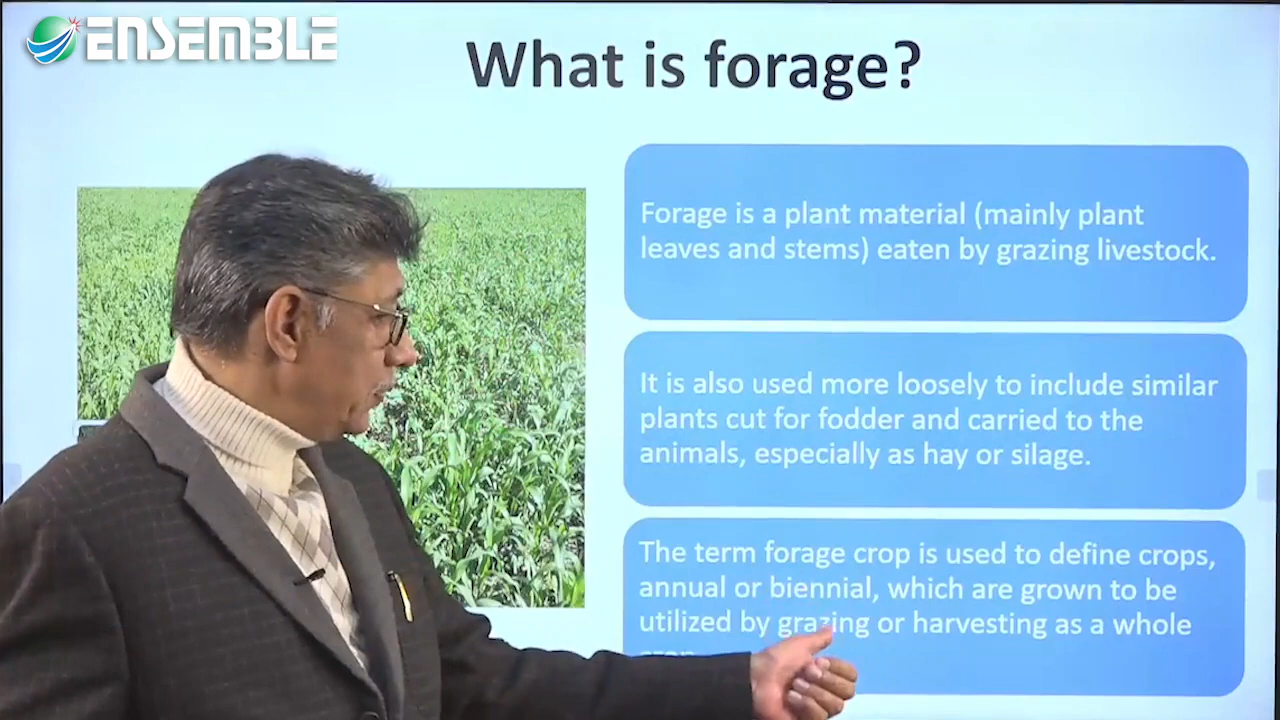 ENSEMBLE
What is forage?
Forage is a plant material (mainly plant
leaves and stems) eaten by grazing livestock.
It is also used more loosely to include similar
plants cut for fodder and carried to the
animals, especially as hay or silage.
The term forage crop is used to define crops,
annual or biennial, which are grown to be
utilized by grazing or harvesting as a whole